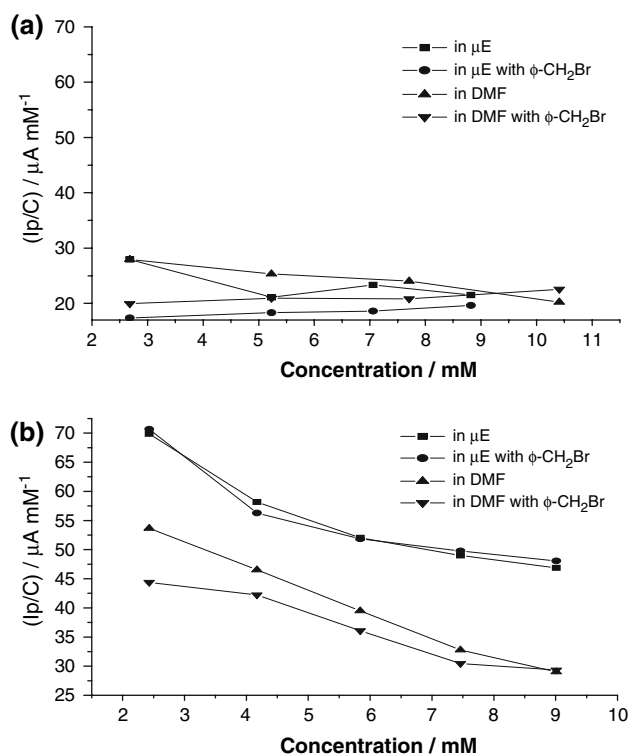 (a)
70
60
50
40
30
20
2 3 4 5 6 7 8 9 10 11
(Ip/C) / μA mM⁻¹
Concentration / mM
in μE
in μE with ϕ-CH₂Br
in DMF
in DMF with ϕ-CH₂Br
(b)
70
65
60
55
50
45
40
35
30
25
2 3 4 5 6 7 8 9 10
(Ip/C) / μA mM⁻¹
Concentration / mM
in μE
in μE with ϕ-CH₂Br
in DMF
in DMF with ϕ-CH₂Br